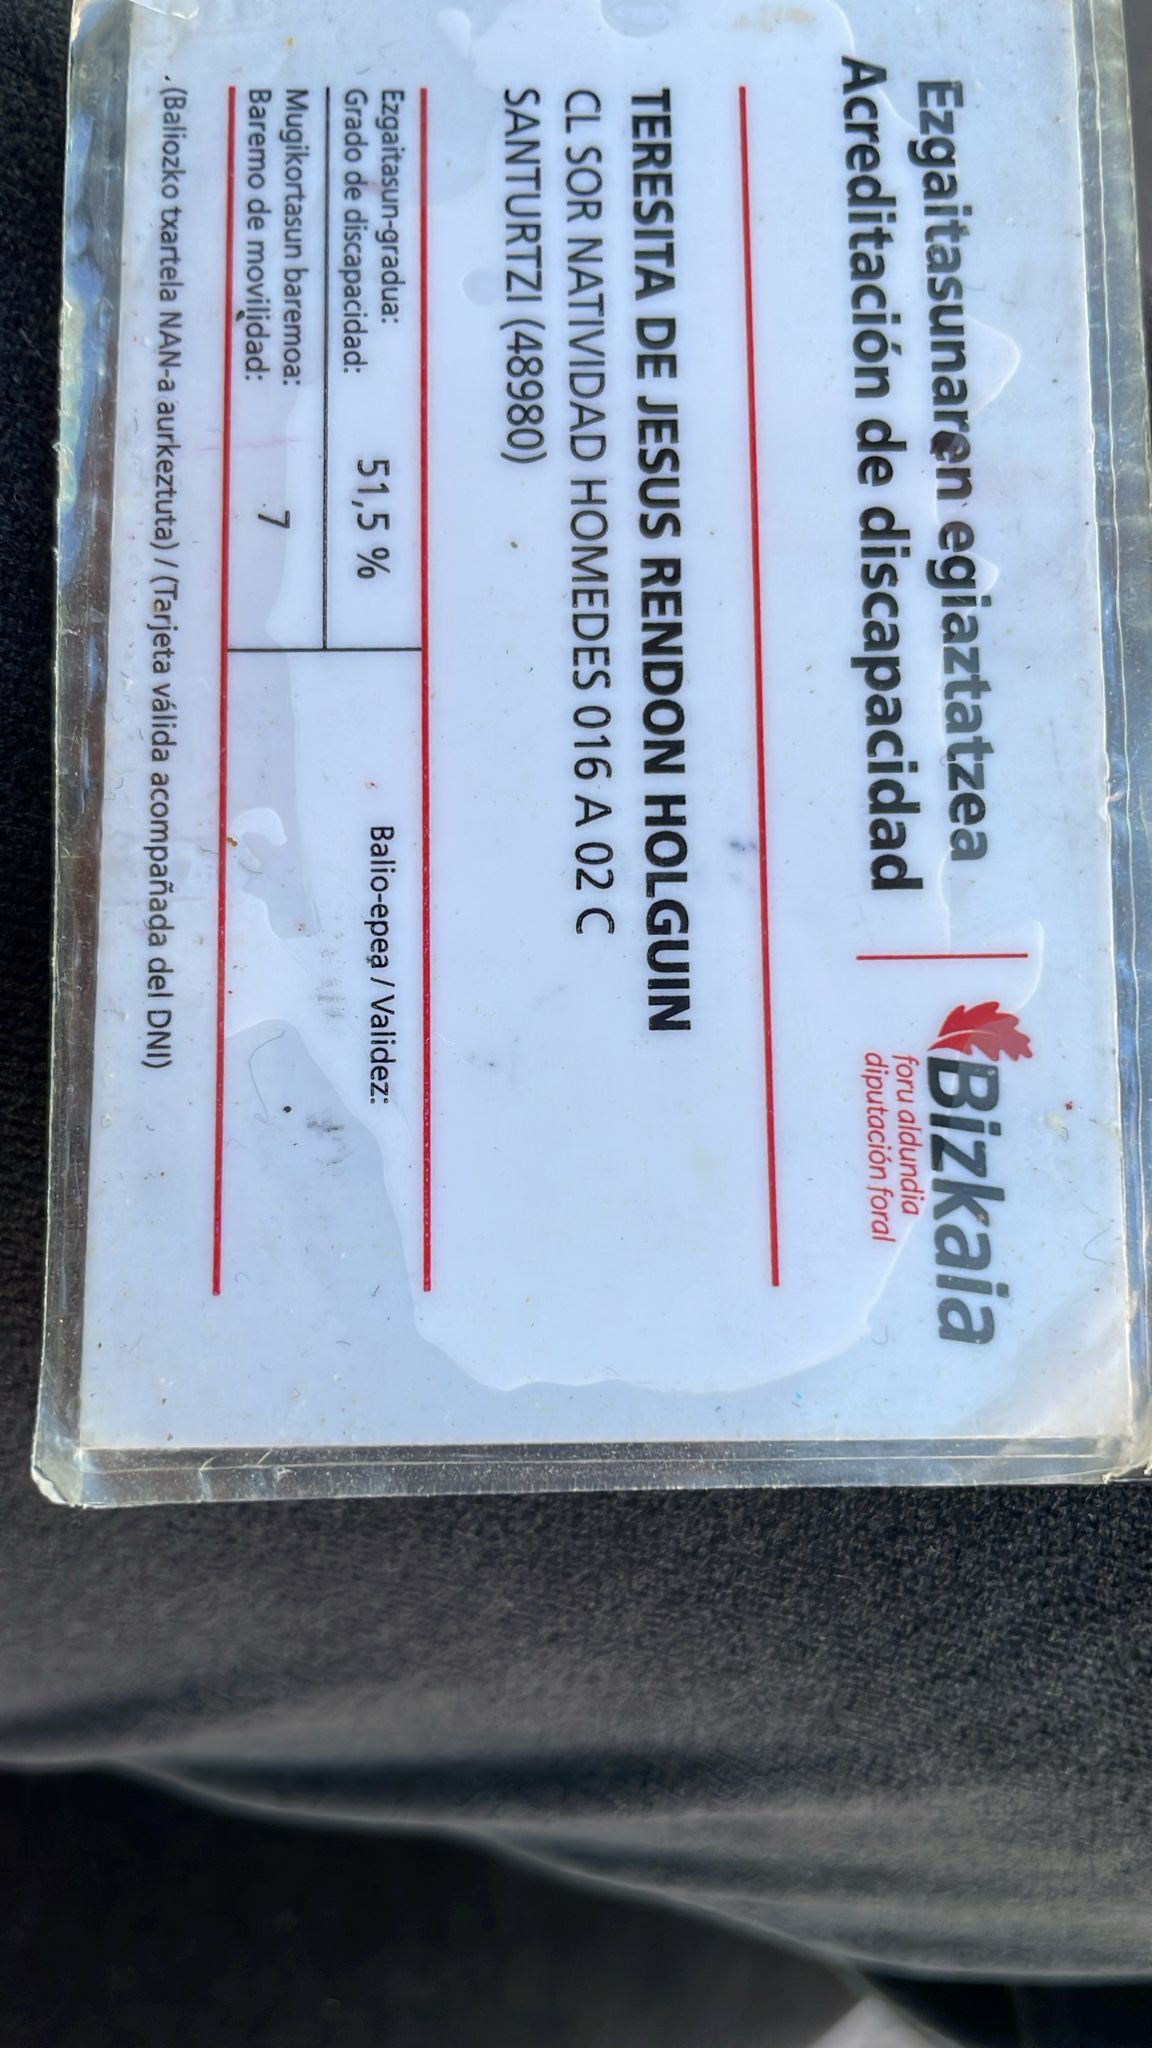 Ezgaitasunaren egiaztatzea
Acreditación de discapacidad
Bizkaia
foru aldundia
diputación foral
TERESITA DE JESUS RENDON HOLGUIN
CL SOR NATIVIDAD HOMEDES 016 A 02 C
SANTURTZI (48980)
Ezgaitasun-gradua:
Grado de discapacidad: 51,5 %
Balio-epea / Validez:
Mugikortasun baremoa:
Baremo de movilidad: 7
(Baliozko txartela NAN-a aurkeztuta) / (Tarjeta válida acompañada del DNI)